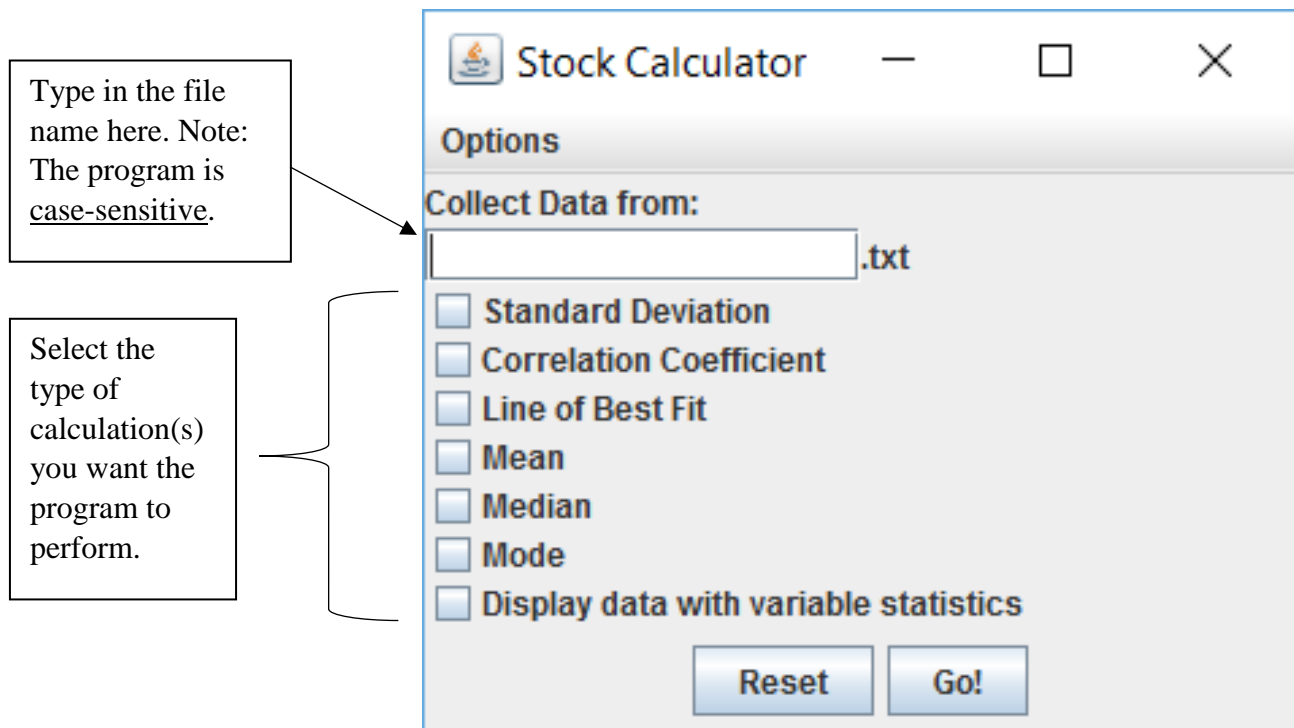 Type in the file
name here. Note:
The program is
case-sensitive.
Select the
type of
calculation(s)
you want the
program to
perform.
Stock Calculator
Options
Collect Data from:
.txt
Standard Deviation
Correlation Coefficient
Line of Best Fit
Mean
Median
Mode
Display data with variable statistics
Reset Go!